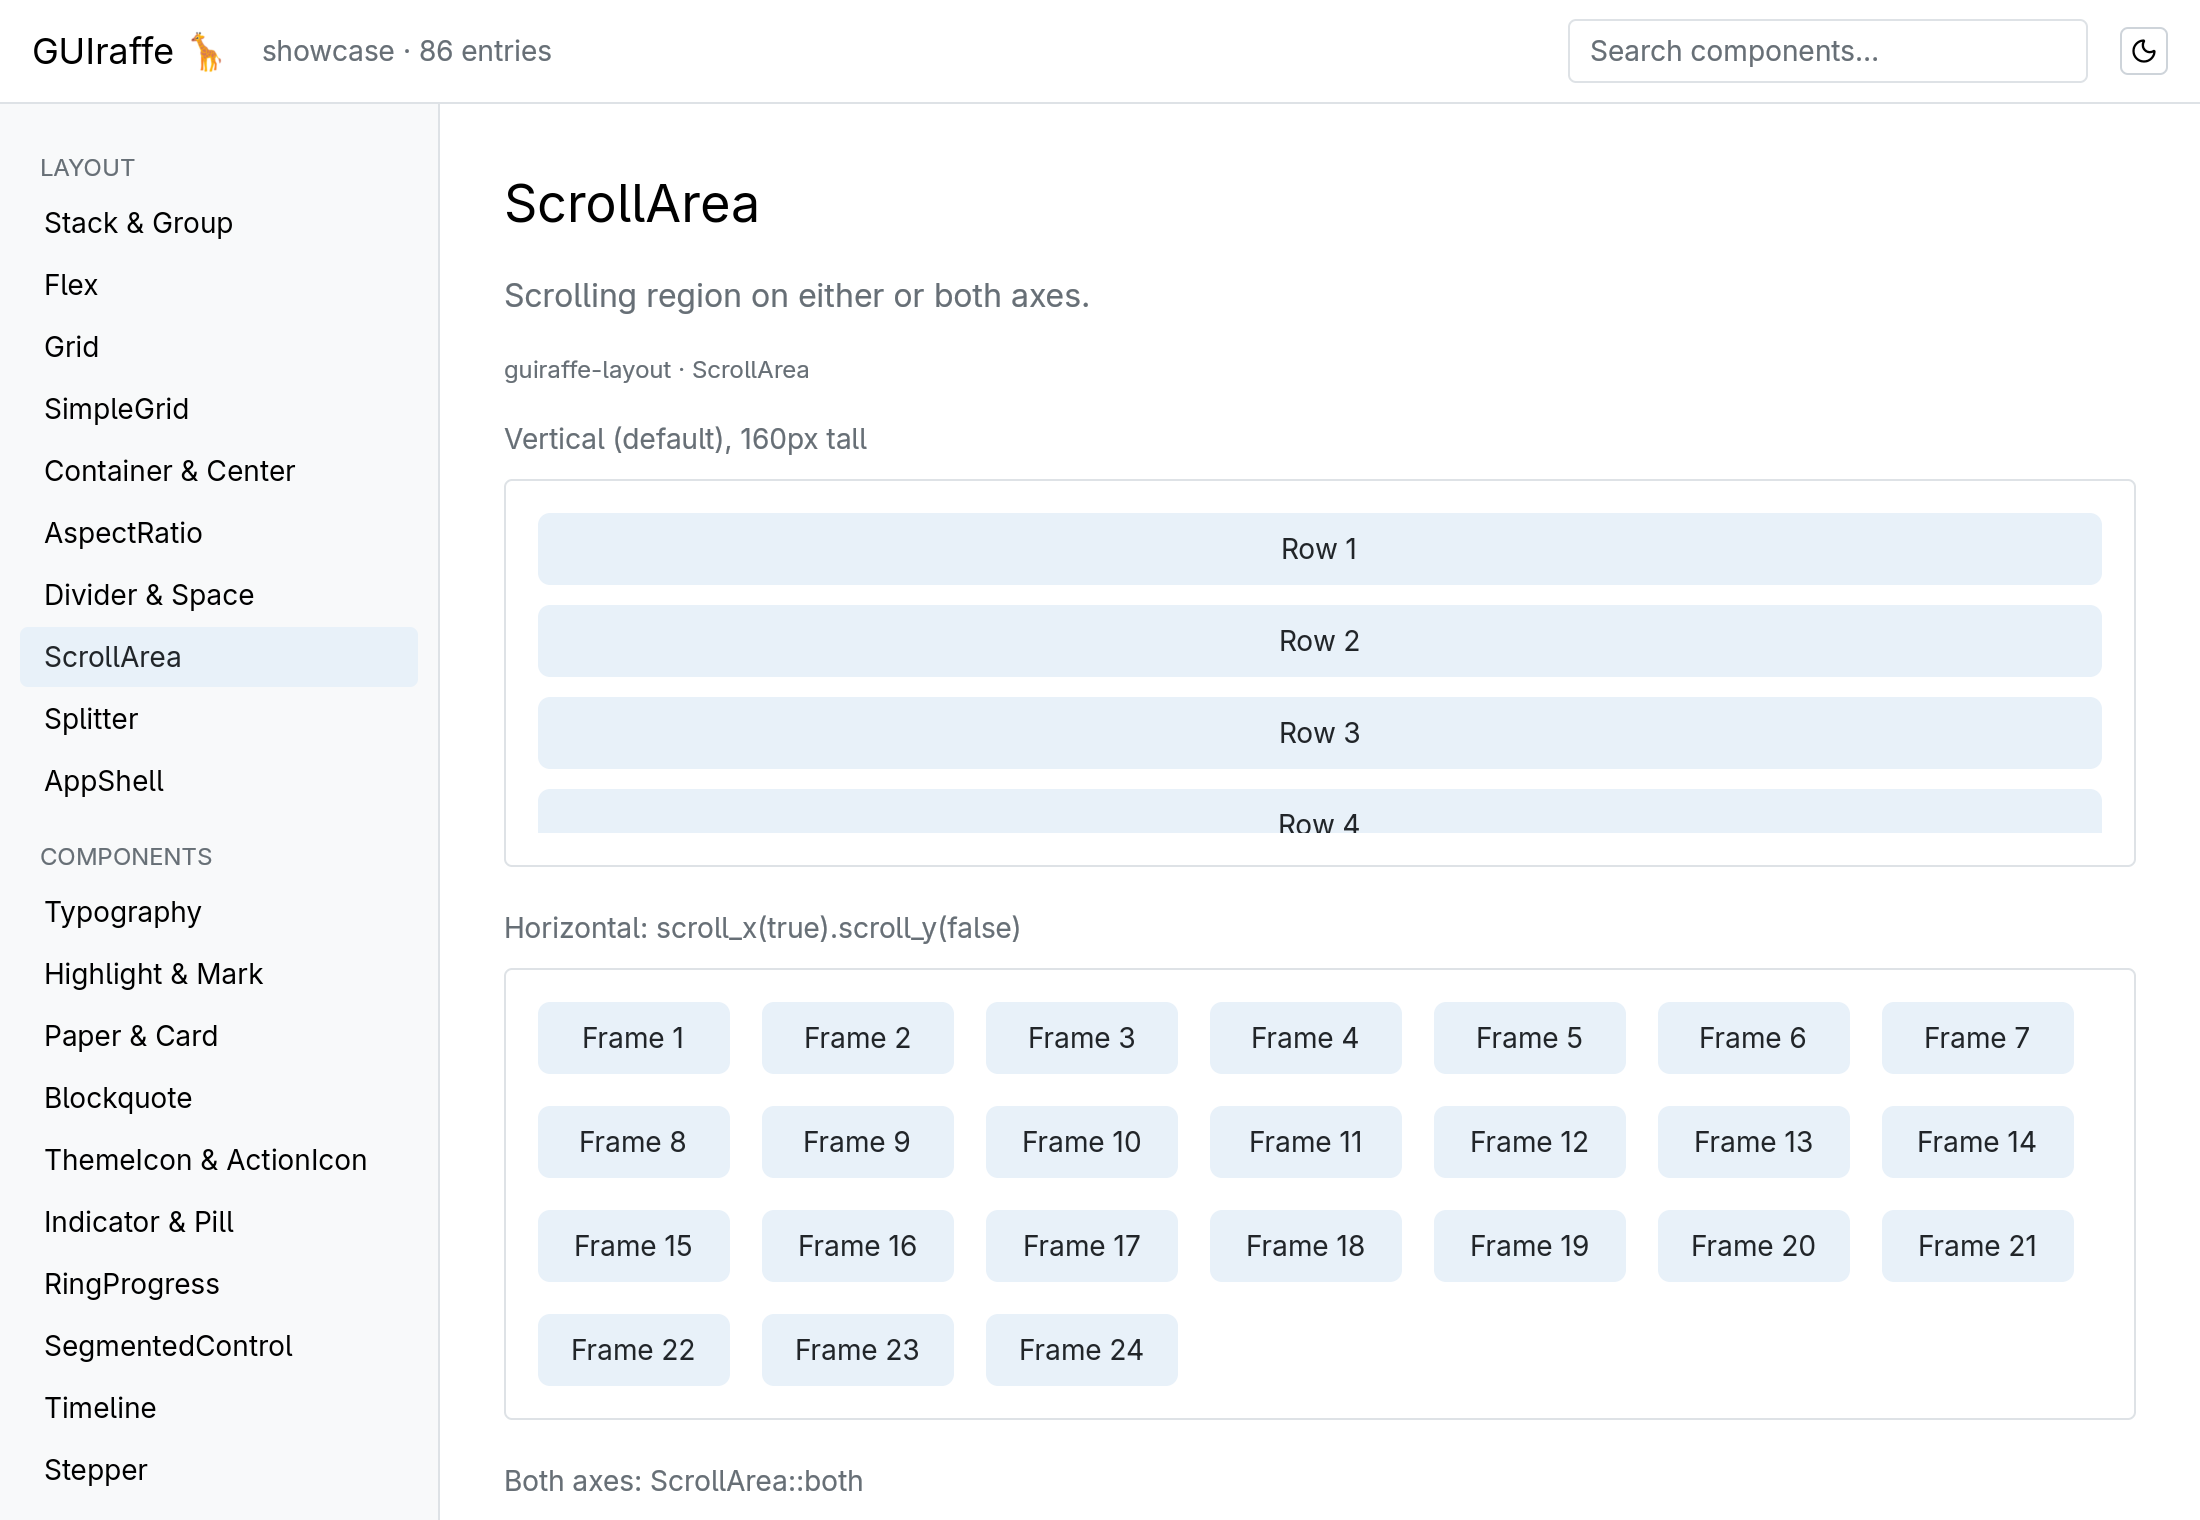 GUIraffe 🦒 showcase · 86 entries
Search components...
LAYOUT
Stack & Group
Flex
Grid
SimpleGrid
Container & Center
AspectRatio
Divider & Space
ScrollArea
Splitter
AppShell
COMPONENTS
Typography
Highlight & Mark
Paper & Card
Blockquote
ThemeIcon & ActionIcon
Indicator & Pill
RingProgress
SegmentedControl
Timeline
Stepper
ScrollArea
Scrolling region on either or both axes.
guiraffe-layout · ScrollArea
Vertical (default), 160px tall
Row 1
Row 2
Row 3
Row 4
Horizontal: scroll_x(true).scroll_y(false)
Frame 1 Frame 2 Frame 3 Frame 4 Frame 5 Frame 6 Frame 7
Frame 8 Frame 9 Frame 10 Frame 11 Frame 12 Frame 13 Frame 14
Frame 15 Frame 16 Frame 17 Frame 18 Frame 19 Frame 20 Frame 21
Frame 22 Frame 23 Frame 24
Both axes: ScrollArea::both